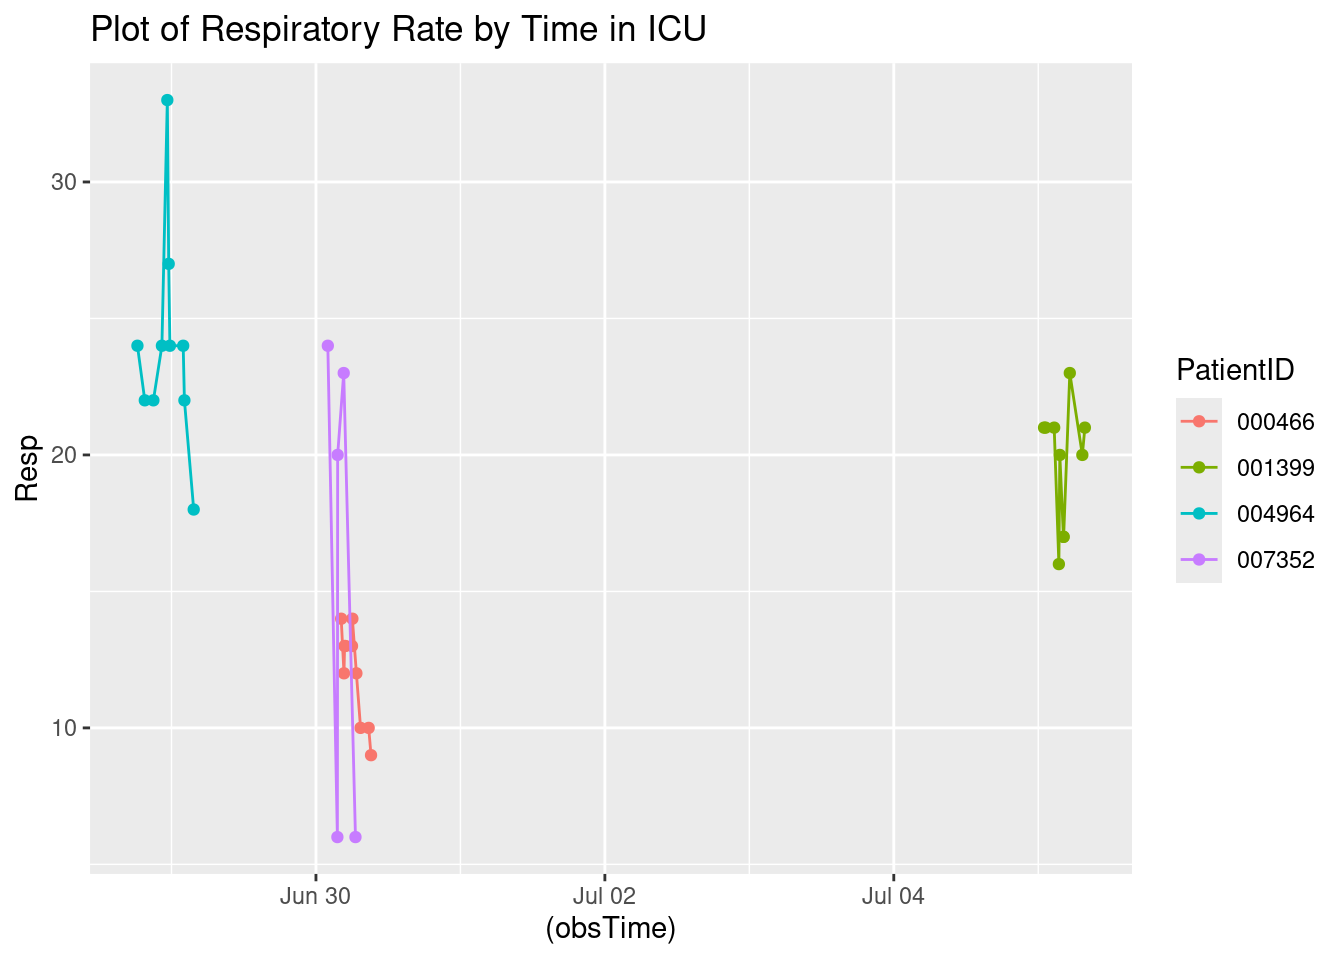 Plot of Respiratory Rate by Time in ICU
30
20
10
Resp
Jun 30
Jul 02
Jul 04
(obsTime)
PatientID
000466
001399
004964
007352